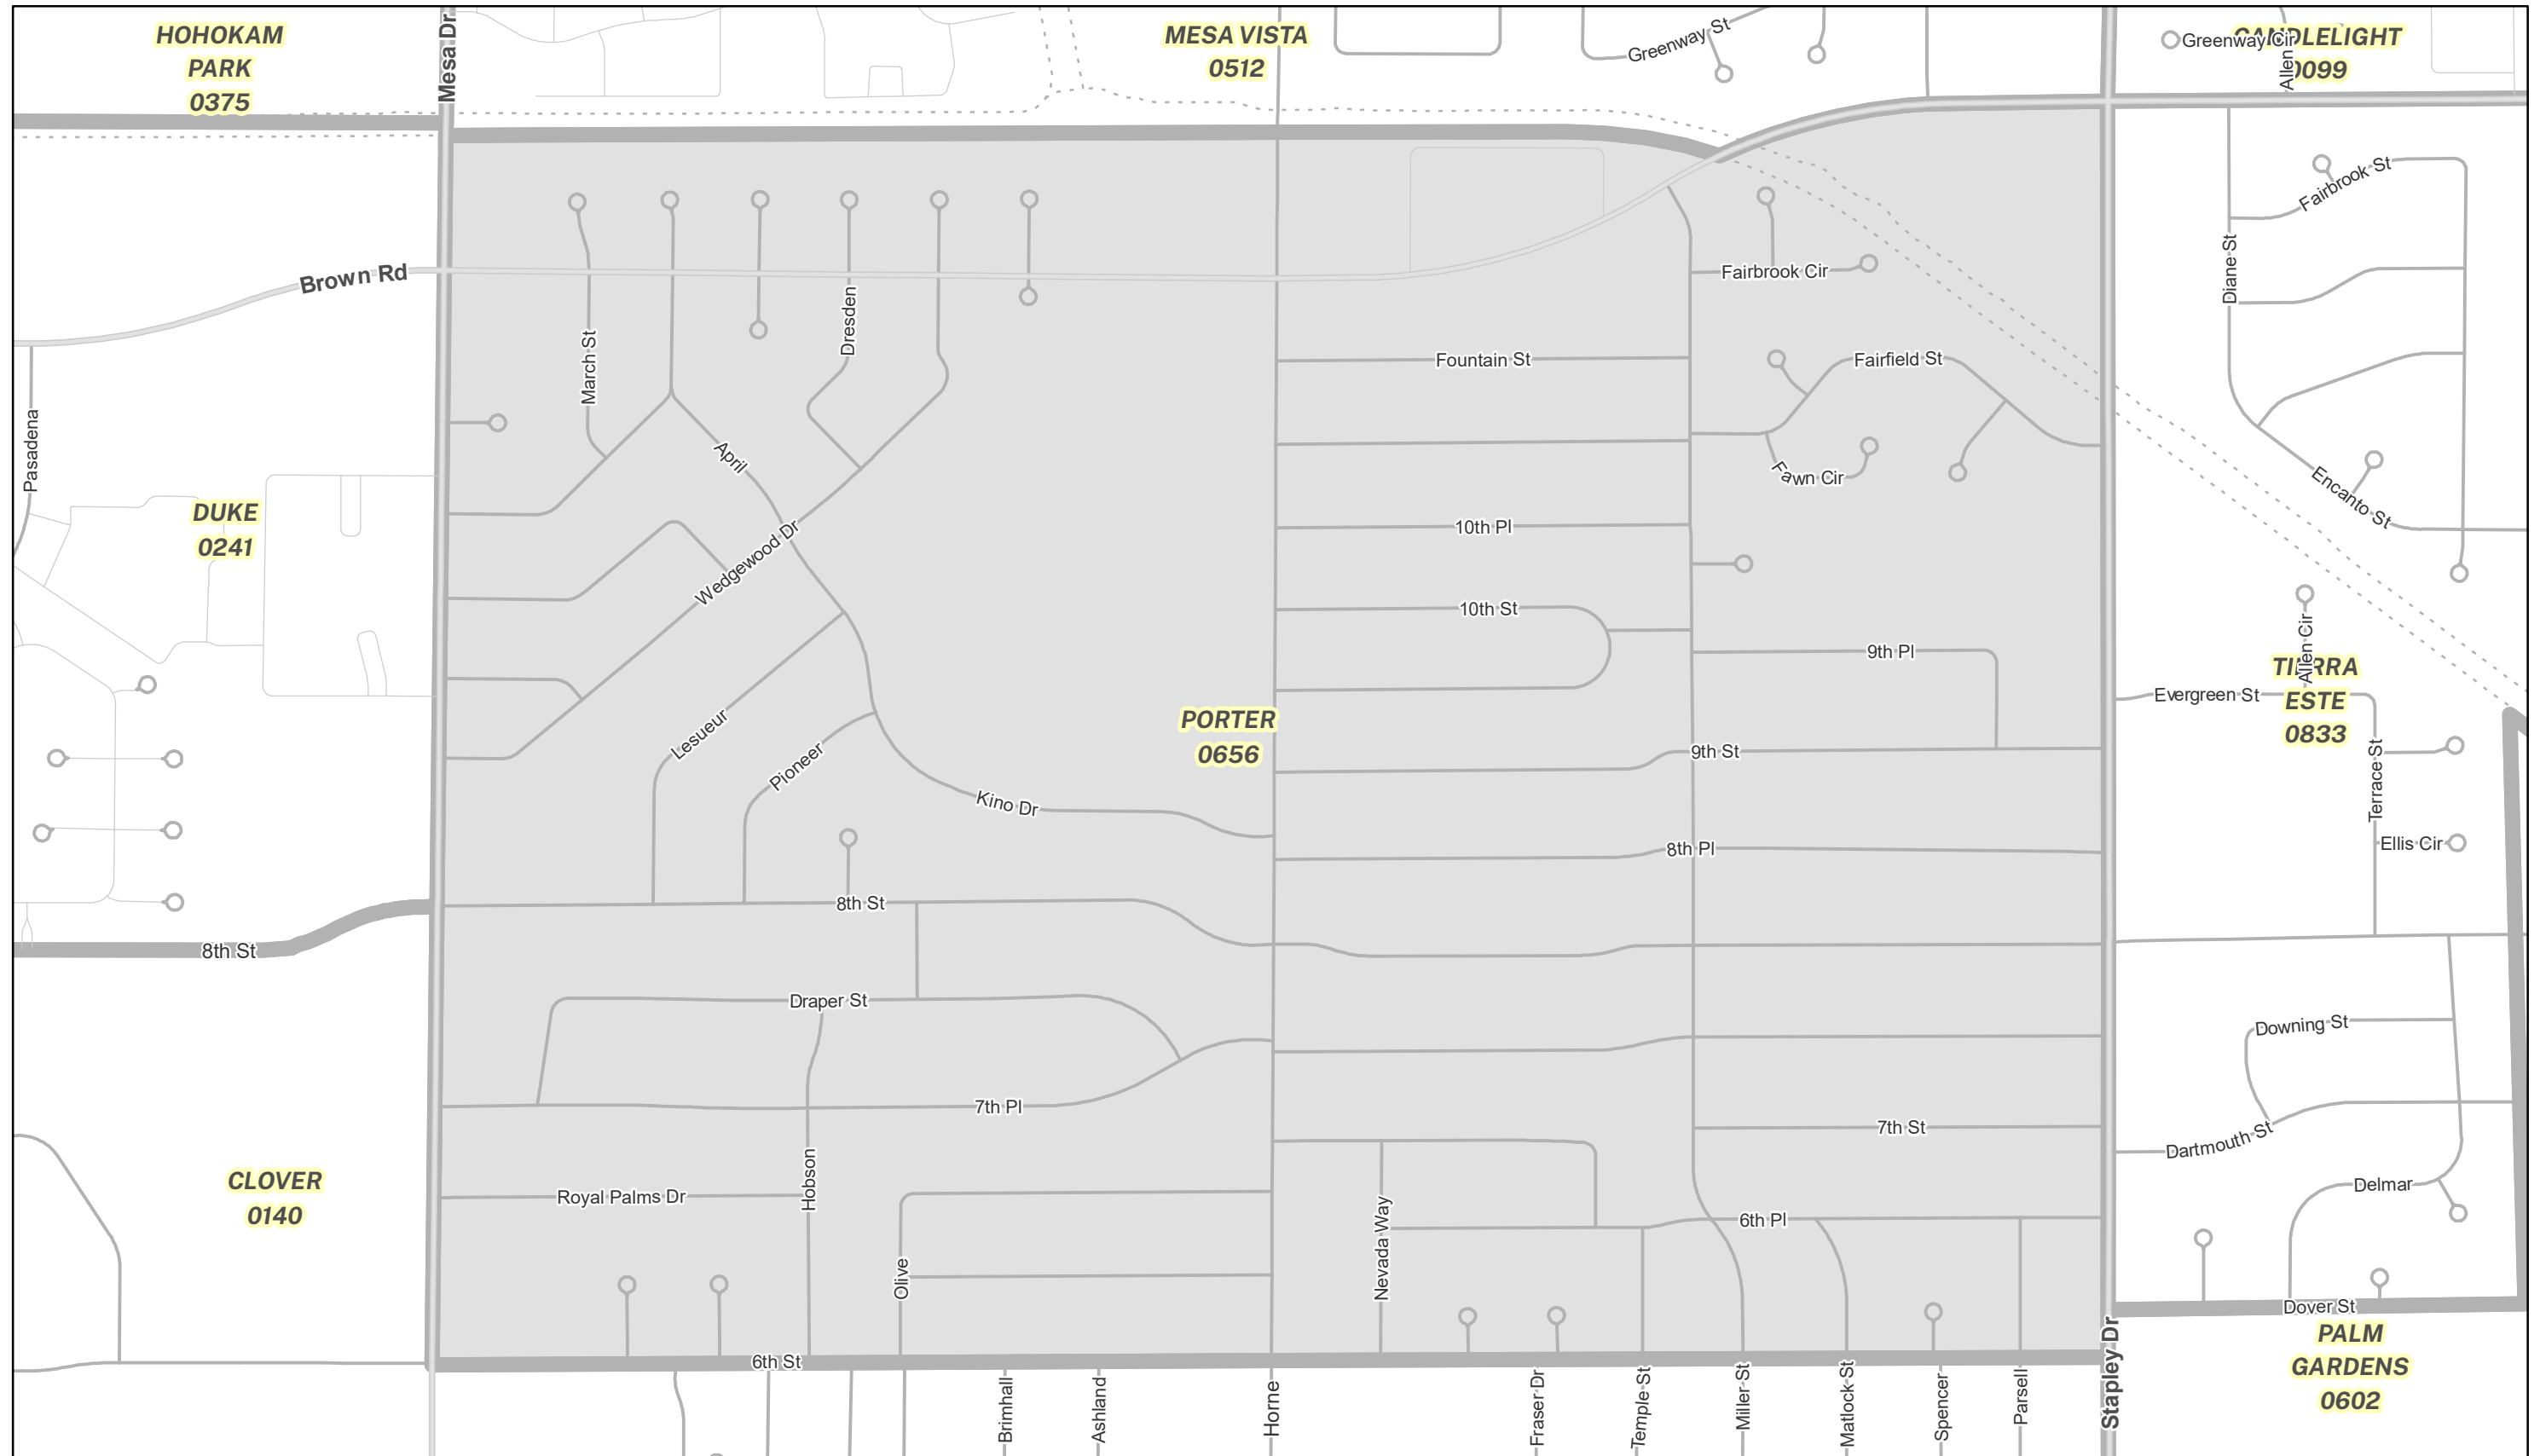 HOHOKAM
PARK
0375
Mesa Dr
MESA VISTA
0512
Greenway St
Greenway Cir
CANDLELIGHT
0099
Allen
Brown Rd
Fairbrook St
Diane St
Fairbrook Cir
March St
Dresden
Fountain St
Fairfield St
Pasadena
April
Fawn Cir
Encanto St
DUKE
0241
Wedgewood Dr
10th Pl
10th St
9th Pl
Allen Cir
TIERRA
ESTE
0833
Evergreen St
Lesueur
Pioneer
PORTER
0656
9th St
Terrace St
Kino Dr
8th Pl
Ellis Cir
8th St
8th St
Draper St
Downing St
7th Pl
7th St
Dartmouth St
CLOVER
0140
Royal Palms Dr
Hobson
Olive
Nevada Way
6th Pl
Delmar
Dover St
6th St
Brimhall
Ashland
Horne
Fraser Dr
Temple St
Miller St
Matlock St
Spencer
Parsell
Stapley Dr
PALM
GARDENS
0602